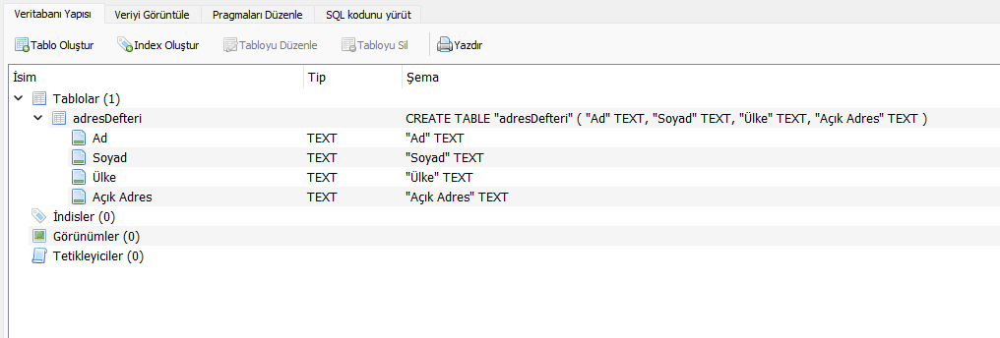 Veritabanı Yapısı Veriyi Görüntüle Pragmaları Düzenle SQL kodunu yürüt
Tablo Oluştur Index Oluştur Tabloyu Düzenle Tabloyu Sil Yazdır
İsim Tip Şema
Tablolar (1)
adresDefteri CREATE TABLE "adresDefteri" ( "Ad" TEXT, "Soyad" TEXT, "Ülke" TEXT, "Açık Adres" TEXT )
Ad TEXT "Ad" TEXT
Soyad TEXT "Soyad" TEXT
Ülke TEXT "Ülke" TEXT
Açık Adres TEXT "Açık Adres" TEXT
İndisler (0)
Görünümler (0)
Tetikleyiciler (0)